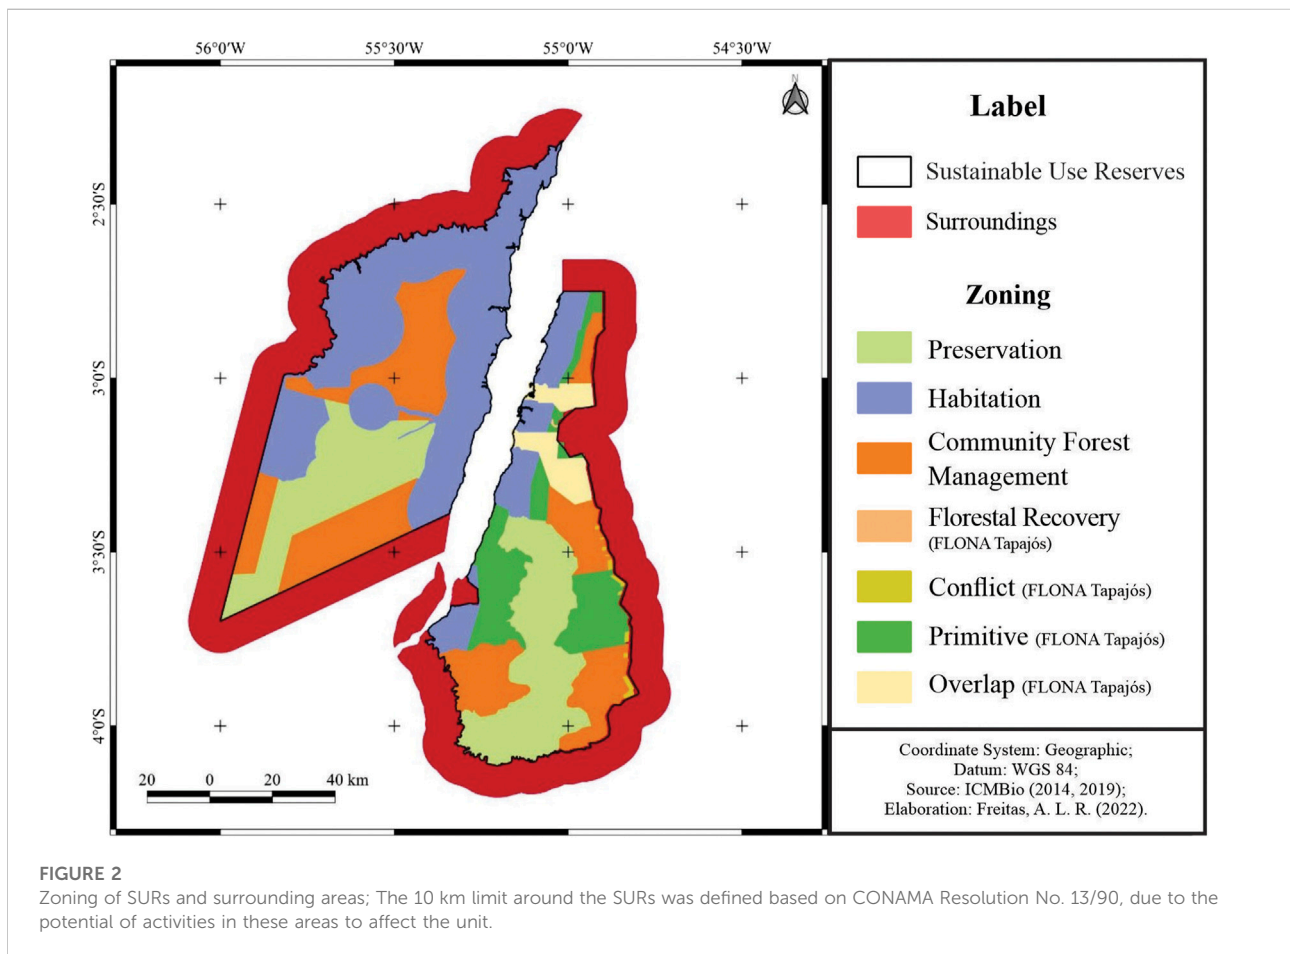 56°0'W 55°30'W 55°0'W 54°30'W
N
2°30'S
3°0'S
3°30'S
4°0'S
20 0 20 40 km
Label
Sustainable Use Reserves
Surroundings
Zoning
Preservation
Habitation
Community Forest
Management
Florestal Recovery
(FLONA Tapajós)
Conflict (FLONA Tapajós)
Primitive (FLONA Tapajós)
Overlap (FLONA Tapajós)
Coordinate System: Geographic;
Datum: WGS 84;
Source: ICMBio (2014, 2019);
Elaboration: Freitas, A. L. R. (2022).
FIGURE 2
Zoning of SURs and surrounding areas; The 10 km limit around the SURs was defined based on CONAMA Resolution No. 13/90, due to the
potential of activities in these areas to affect the unit.